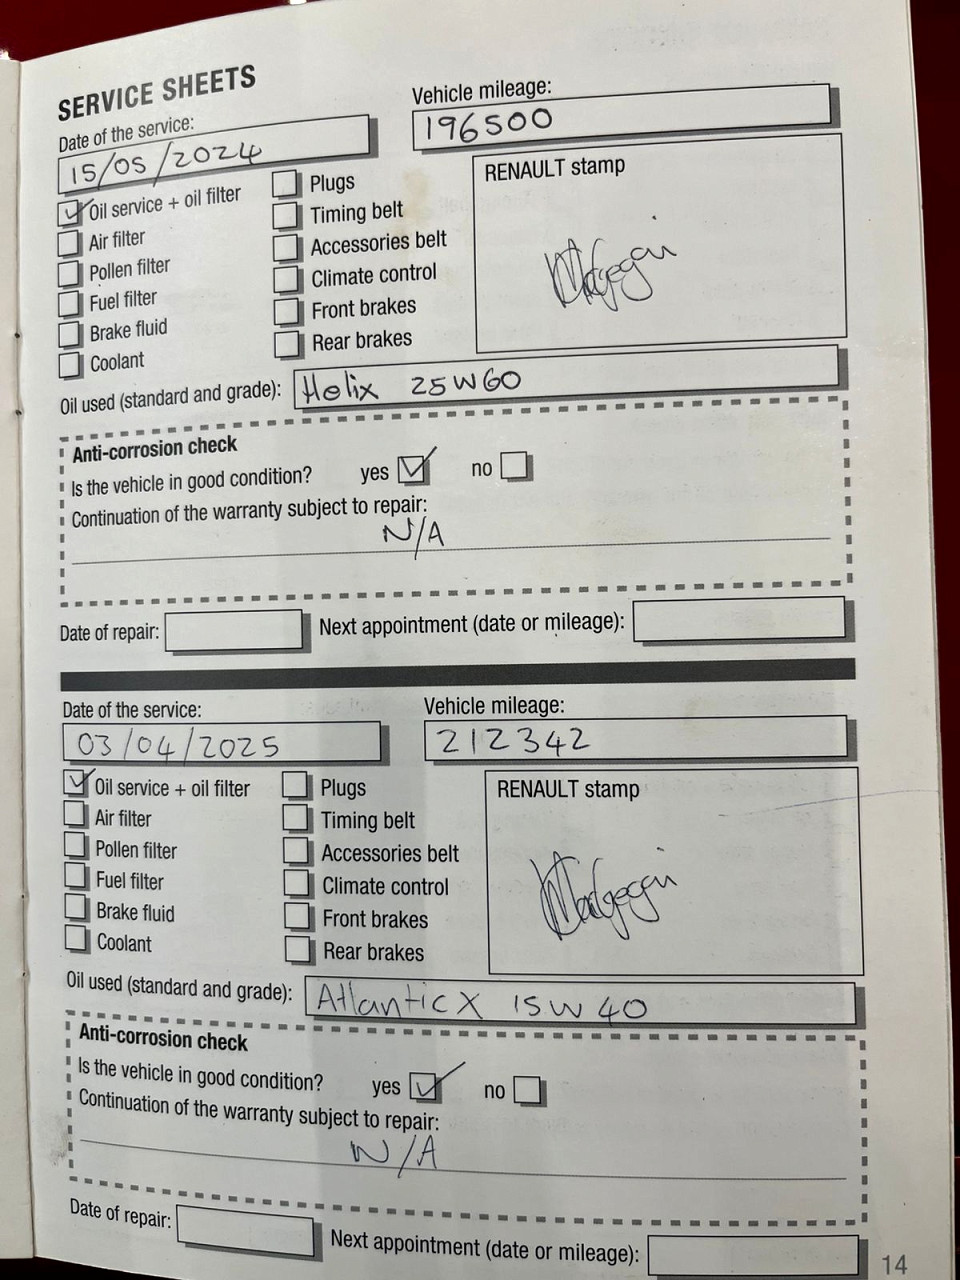 SERVICE SHEETS
Date of the service:
15/05/2024
Vehicle mileage:
196500
Oil service + oil filter
Air filter
Pollen filter
Fuel filter
Brake fluid
Coolant
Plugs
Timing belt
Accessories belt
Climate control
Front brakes
Rear brakes
RENAULT stamp
Oil used (standard and grade): Helix 25W60
Anti-corrosion check
Is the vehicle in good condition? yes no
Continuation of the warranty subject to repair:
N/A
Date of repair: Next appointment (date or mileage):
Date of the service:
03/04/2025
Vehicle mileage:
212342
Oil service + oil filter
Air filter
Pollen filter
Fuel filter
Brake fluid
Coolant
Plugs
Timing belt
Accessories belt
Climate control
Front brakes
Rear brakes
RENAULT stamp
Oil used (standard and grade): Atlantic X 15W40
Anti-corrosion check
Is the vehicle in good condition? yes no
Continuation of the warranty subject to repair:
N/A
Date of repair: Next appointment (date or mileage):
14